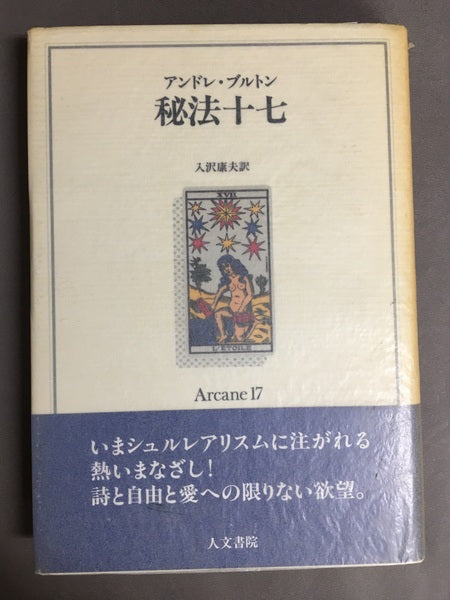 アンドレ・ブルトン
秘法十七
入沢康夫訳
XVII
L'ETOILE
Arcane 17
いまシュルレアリスムに注がれる
熱いまなざし!
詩と自由と愛への限りない欲望。
人文書院